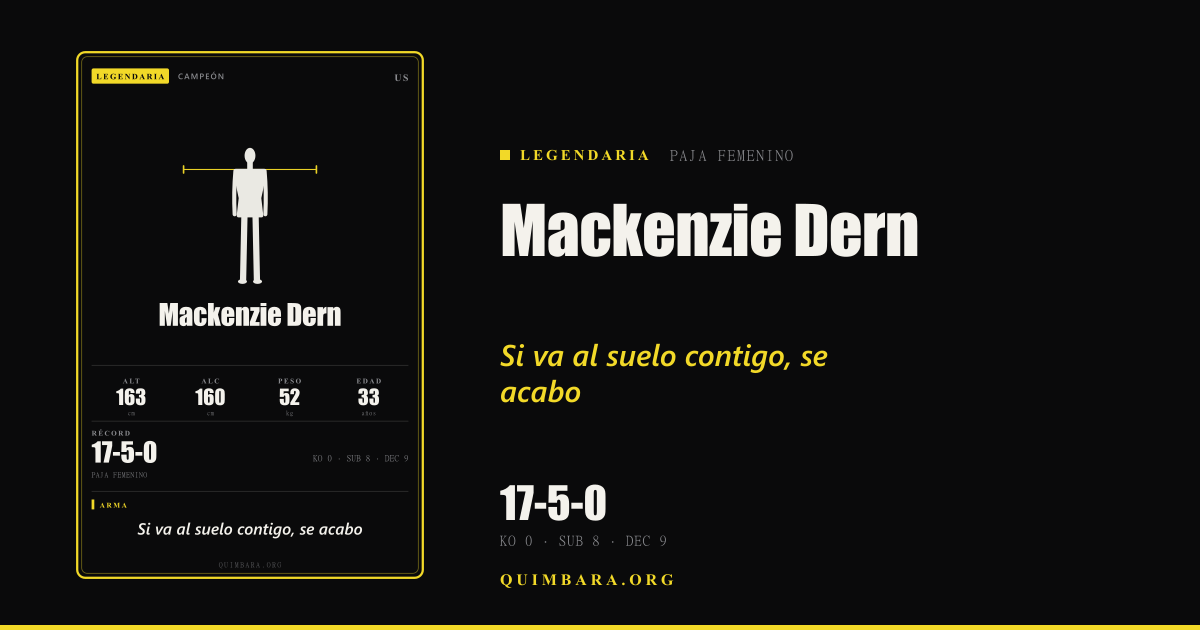 LEGENDARIA CAMPEÓN US
Mackenzie Dern
ALT ALC PESO EDAD
163 160 52 33
cm cm kg años
RÉCORD
17-5-0
KO 0 · SUB 8 · DEC 9
PAJA FEMENINO
ARMA
Si va al suelo contigo, se acabo
QUIMBARA.ORG
LEGENDARIA PAJA FEMENINO
Mackenzie Dern
Si va al suelo contigo, se
acabo
17-5-0
KO 0 · SUB 8 · DEC 9
QUIMBARA.ORG